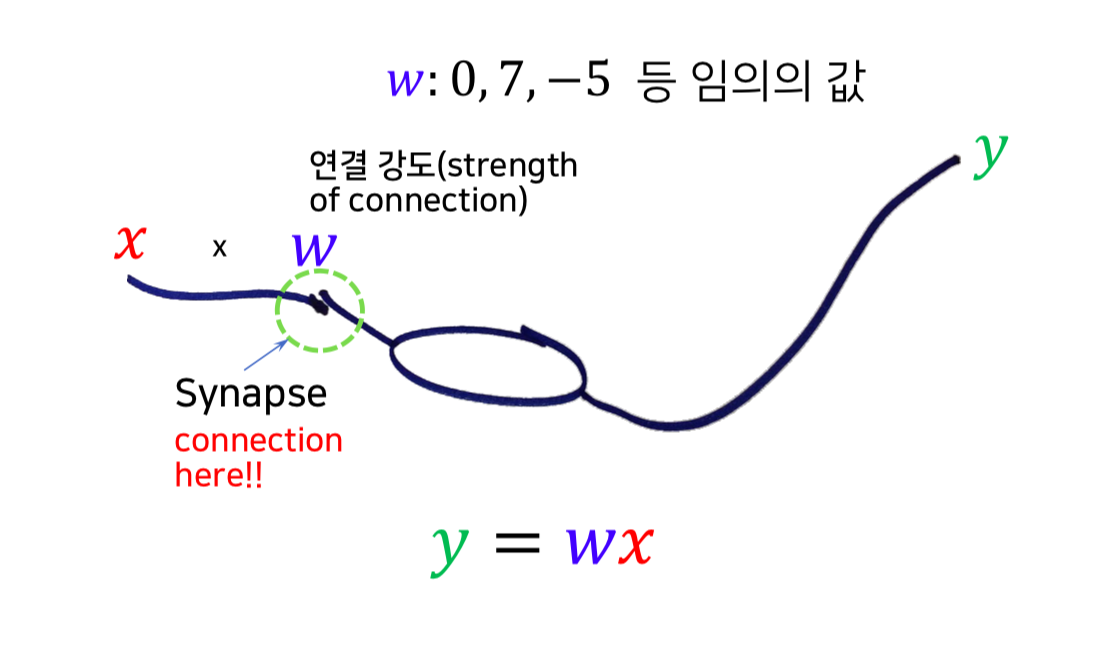 w: 0, 7, −5 등 임의의 값
연결 강도(strength
of connection)
y
x x w
Synapse
connection
here!!
y = wx